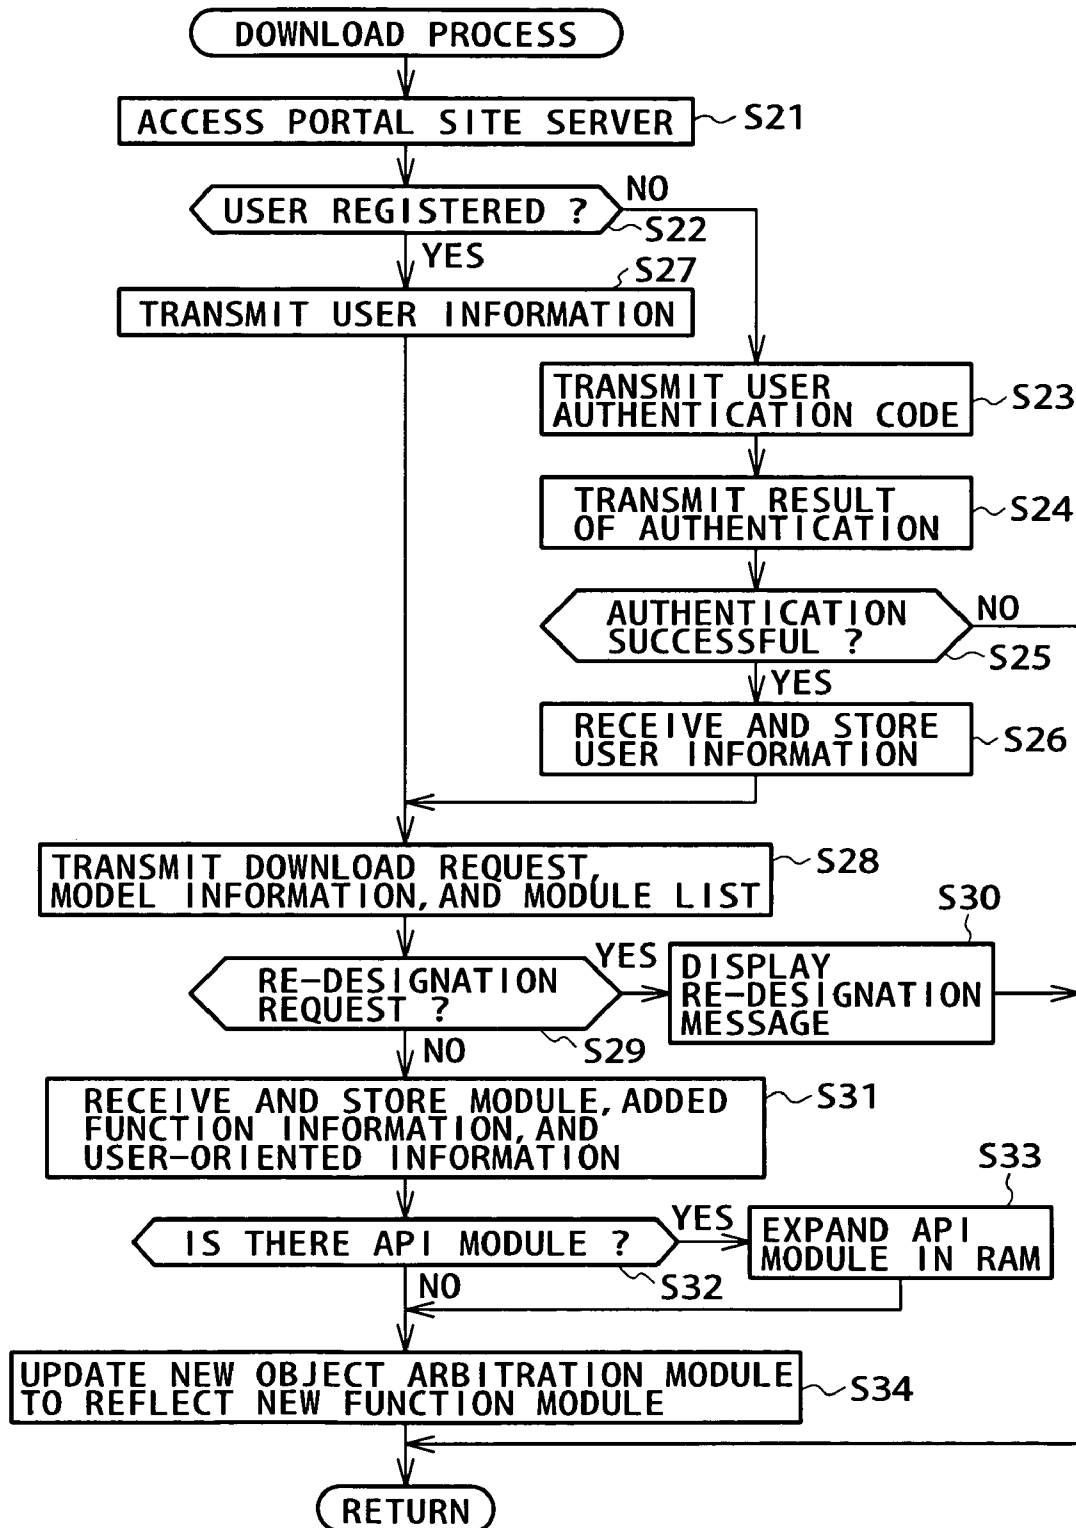 DOWNLOAD PROCESS
ACCESS PORTAL SITE SERVER
S21
USER REGISTERED ?
NO
S22
YES
S27
TRANSMIT USER INFORMATION
TRANSMIT USER
AUTHENTICATION CODE
S23
TRANSMIT RESULT
OF AUTHENTICATION
S24
AUTHENTICATION
SUCCESSFUL ?
NO
S25
YES
RECEIVE AND STORE
USER INFORMATION
S26
TRANSMIT DOWNLOAD REQUEST,
MODEL INFORMATION, AND MODULE LIST
S28
RE-DESIGNATION
REQUEST ?
YES
S29
S30
DISPLAY
RE-DESIGNATION
MESSAGE
NO
RECEIVE AND STORE MODULE, ADDED
FUNCTION INFORMATION, AND
USER-ORIENTED INFORMATION
S31
IS THERE API MODULE ?
YES
S32
S33
EXPAND API
MODULE IN RAM
NO
UPDATE NEW OBJECT ARBITRATION MODULE
TO REFLECT NEW FUNCTION MODULE
S34
RETURN